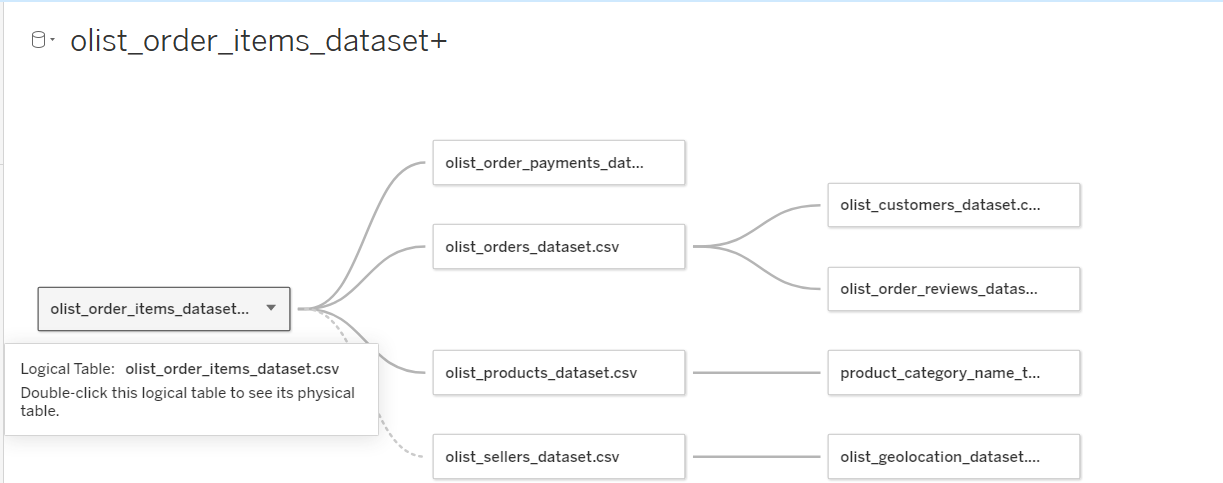 olist_order_items_dataset+
olist_order_payments_dat...
olist_customers_dataset.c...
olist_orders_dataset.csv
olist_order_reviews_datas...
olist_order_items_dataset...
Logical Table: olist_order_items_dataset.csv
Double-click this logical table to see its physical
table.
olist_products_dataset.csv
product_category_name_t...
olist_sellers_dataset.csv
olist_geolocation_dataset....